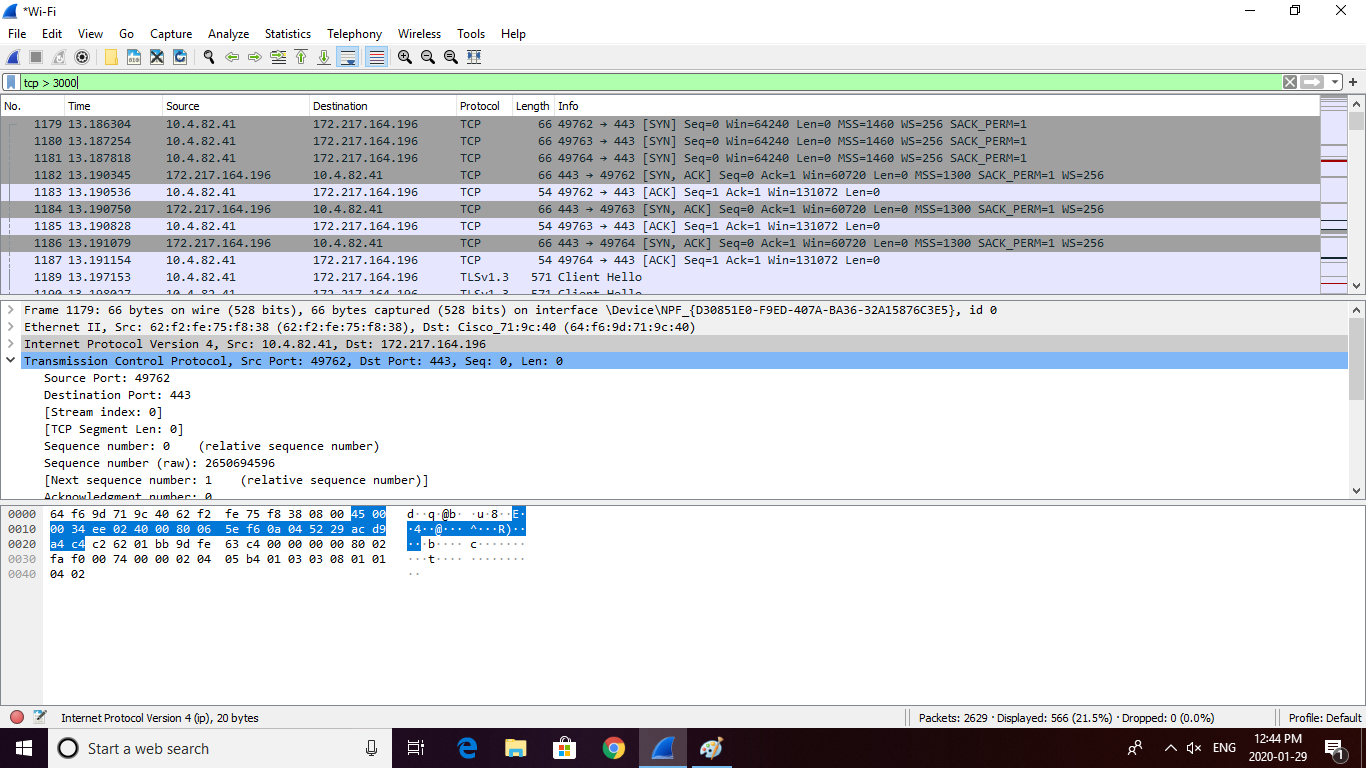 *Wi-Fi
File Edit View Go Capture Analyze Statistics Telephony Wireless Tools Help
tcp > 3000
No. Time Source Destination Protocol Length Info
1179 13.186304 10.4.82.41 172.217.164.196 TCP 66 49762 → 443 [SYN] Seq=0 Win=64240 Len=0 MSS=1460 WS=256 SACK_PERM=1
1180 13.187254 10.4.82.41 172.217.164.196 TCP 66 49763 → 443 [SYN] Seq=0 Win=64240 Len=0 MSS=1460 WS=256 SACK_PERM=1
1181 13.187818 10.4.82.41 172.217.164.196 TCP 66 49764 → 443 [SYN] Seq=0 Win=64240 Len=0 MSS=1460 WS=256 SACK_PERM=1
1182 13.190345 172.217.164.196 10.4.82.41 TCP 66 443 → 49762 [SYN, ACK] Seq=0 Ack=1 Win=60720 Len=0 MSS=1300 SACK_PERM=1 WS=256
1183 13.190536 10.4.82.41 172.217.164.196 TCP 54 49762 → 443 [ACK] Seq=1 Ack=1 Win=131072 Len=0
1184 13.190750 172.217.164.196 10.4.82.41 TCP 66 443 → 49763 [SYN, ACK] Seq=0 Ack=1 Win=60720 Len=0 MSS=1300 SACK_PERM=1 WS=256
1185 13.190828 10.4.82.41 172.217.164.196 TCP 54 49763 → 443 [ACK] Seq=1 Ack=1 Win=131072 Len=0
1186 13.191079 172.217.164.196 10.4.82.41 TCP 66 443 → 49764 [SYN, ACK] Seq=0 Ack=1 Win=60720 Len=0 MSS=1300 SACK_PERM=1 WS=256
1187 13.191154 10.4.82.41 172.217.164.196 TCP 54 49764 → 443 [ACK] Seq=1 Ack=1 Win=131072 Len=0
1189 13.197153 10.4.82.41 172.217.164.196 TLSv1.3 571 Client Hello
1190 13.198027 10.4.82.41 172.217.164.196 TLSv1.3 571 Client Hello
Frame 1179: 66 bytes on wire (528 bits), 66 bytes captured (528 bits) on interface \Device\NPF_{D30851E0-F9ED-407A-BA36-32A15876C3E5}, id 0
Ethernet II, Src: 62:f2:fe:75:f8:38 (62:f2:fe:75:f8:38), Dst: Cisco_71:9c:40 (64:f6:9d:71:9c:40)
Internet Protocol Version 4, Src: 10.4.82.41, Dst: 172.217.164.196
Transmission Control Protocol, Src Port: 49762, Dst Port: 443, Seq: 0, Len: 0
Source Port: 49762
Destination Port: 443
[Stream index: 0]
[TCP Segment Len: 0]
Sequence number: 0 (relative sequence number)
Sequence number (raw): 2650694596
[Next sequence number: 1 (relative sequence number)]
Acknowledgment number: 0
0000 64 f6 9d 71 9c 40 62 f2 fe 75 f8 38 08 00 45 00 d··q·@b· ·u·8··E·
0010 00 34 ee 02 40 00 80 06 5e f6 0a 04 52 29 ac d9 ·4··@··· ^···R)··
0020 a4 c4 c2 62 01 bb 9d fe 63 c4 00 00 00 00 80 02 ···b···· c·······
0030 fa f0 00 74 00 00 02 04 05 b4 01 03 03 08 01 01 ···t···· ········
0040 04 02 ··
Internet Protocol Version 4 (ip), 20 bytes
Packets: 2629 · Displayed: 566 (21.5%) · Dropped: 0 (0.0%)
Profile: Default
Start a web search
ENG
12:44 PM
2020-01-29
1